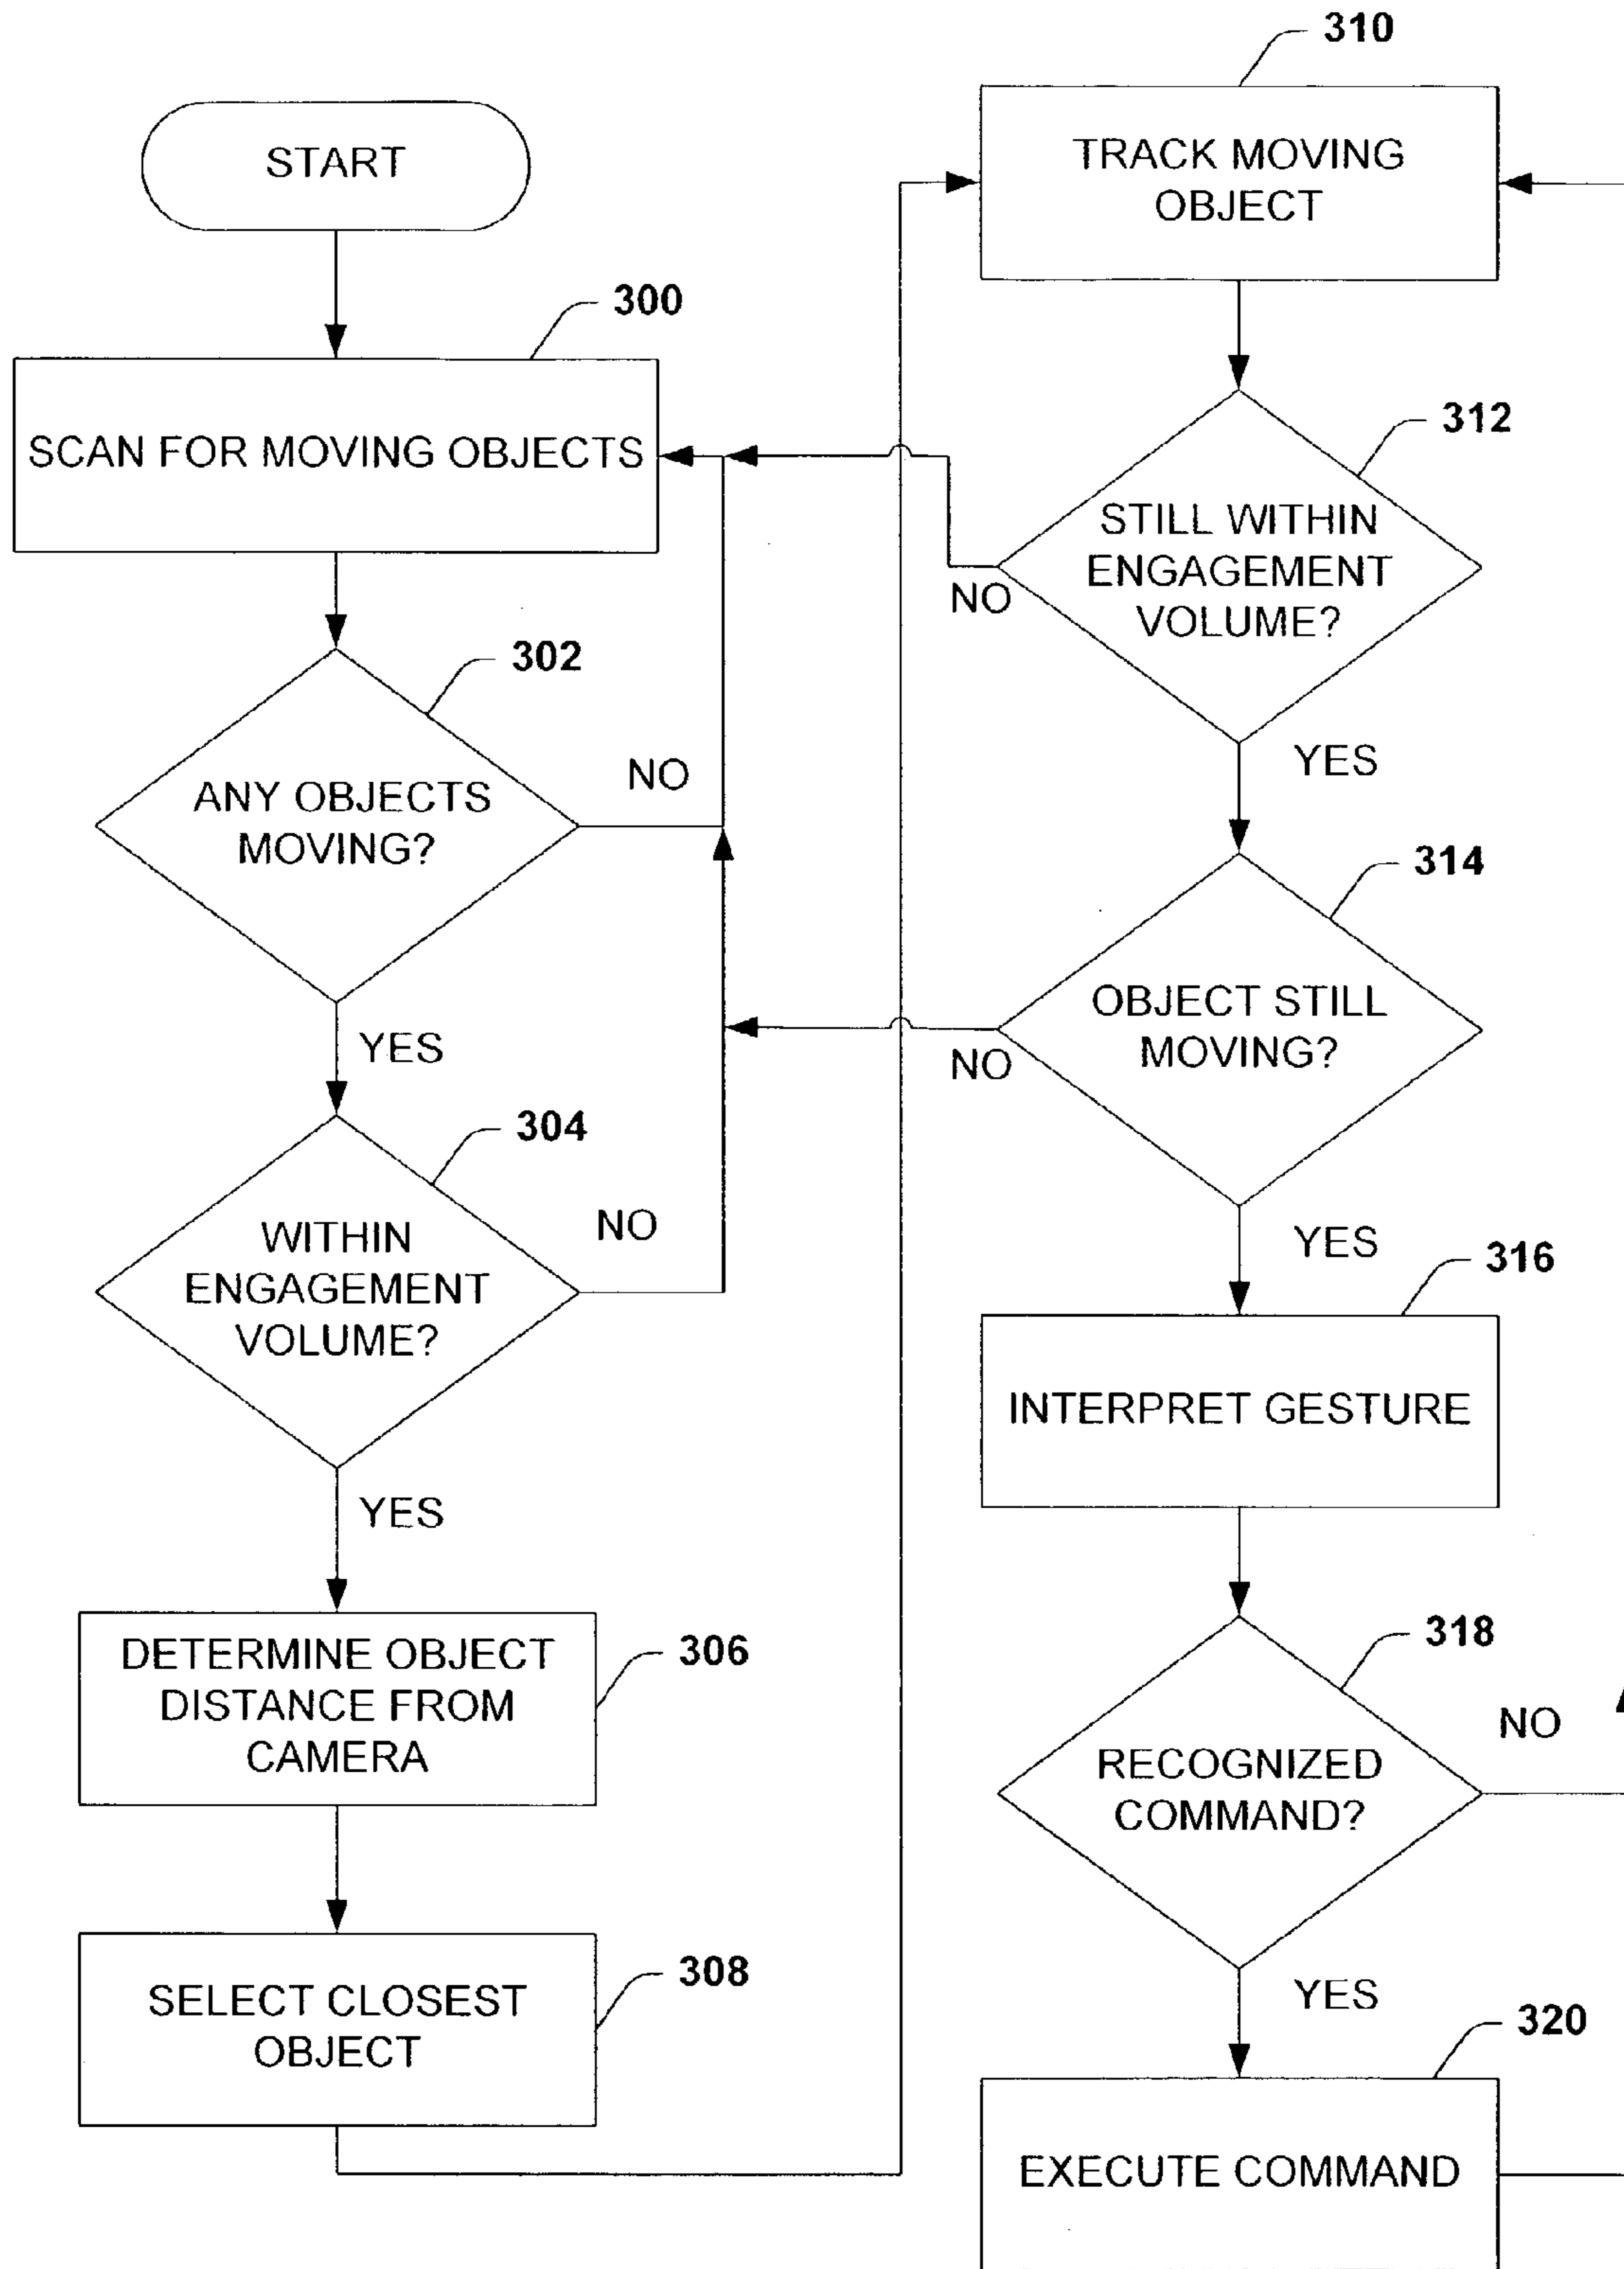 START
300
SCAN FOR MOVING OBJECTS
302
ANY OBJECTS
MOVING?
NO
YES
304
WITHIN
ENGAGEMENT
VOLUME?
NO
YES
DETERMINE OBJECT
DISTANCE FROM
CAMERA
306
SELECT CLOSEST
OBJECT
308
310
TRACK MOVING
OBJECT
312
STILL WITHIN
ENGAGEMENT
VOLUME?
NO
YES
314
OBJECT STILL
MOVING?
NO
YES
316
INTERPRET GESTURE
318
RECOGNIZED
COMMAND?
NO
YES
320
EXECUTE COMMAND